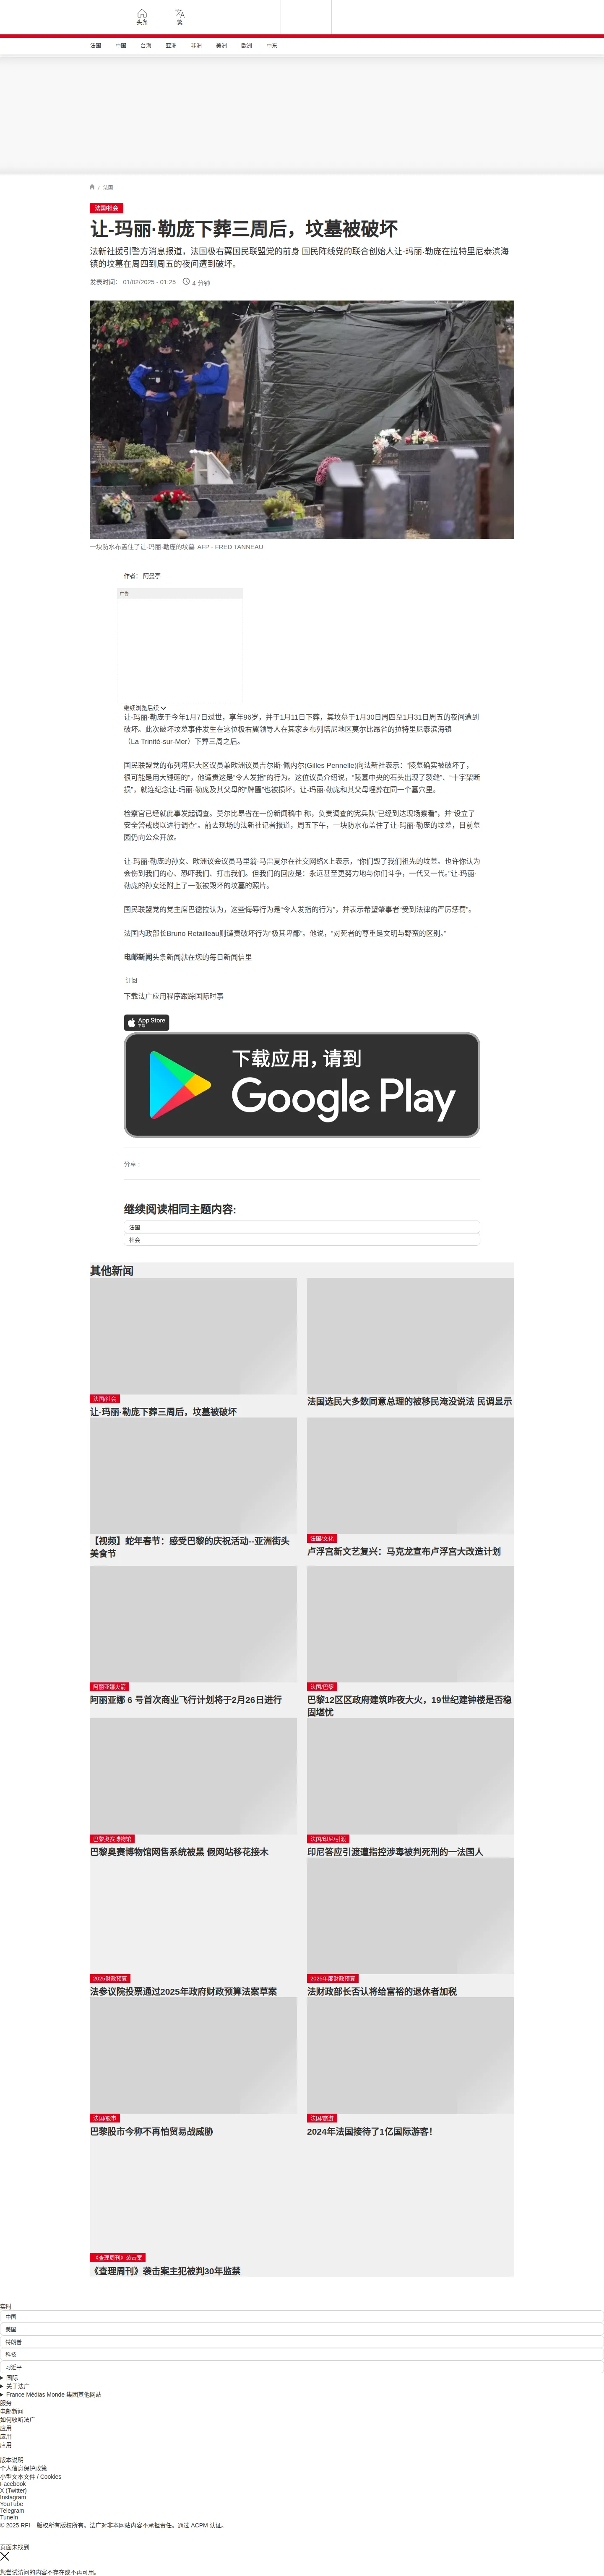 头条
繁
法国 中国 台海 亚洲 非洲 美洲 欧洲 中东
/ 法国
法国/社会
让-玛丽·勒庞下葬三周后，坟墓被破坏
法新社援引警方消息报道，法国极右翼国民联盟党的前身 国民阵线党的联合创始人让-玛丽·勒庞在拉特里尼泰滨海
镇的坟墓在周四到周五的夜间遭到破坏。
发表时间： 01/02/2025 - 01:25 4 分钟
一块防水布盖住了让-玛丽·勒庞的坟墓. AFP - FRED TANNEAU
作者： 阿曼亭
广告
继续浏览后续
让-玛丽·勒庞于今年1月7日过世，享年96岁，并于1月11日下葬，其坟墓于1月30日周四至1月31日周五的夜间遭到
破坏。此次破坏坟墓事件发生在这位极右翼领导人在其家乡布列塔尼地区莫尔比昂省的拉特里尼泰滨海镇
（La Trinité-sur-Mer）下葬三周之后。
国民联盟党的布列塔尼大区议员兼欧洲议员吉尔斯·佩内尔(Gilles Pennelle)向法新社表示：“陵墓确实被破坏了，
很可能是用大锤砸的”，他谴责这是“令人发指”的行为。这位议员介绍说，“陵墓中央的石头出现了裂缝”、“十字架断
损”，就连纪念让-玛丽·勒庞及其父母的“牌匾”也被损坏。让-玛丽·勒庞和其父母埋葬在同一个墓穴里。
检察官已经就此事发起调查。莫尔比昂省在一份新闻稿中 称，负责调查的宪兵队“已经到达现场察看”，并“设立了
安全警戒线以进行调查”。前去现场的法新社记者报道，周五下午，一块防水布盖住了让-玛丽·勒庞的坟墓，目前墓
园仍向公众开放。
让-玛丽·勒庞的孙女、欧洲议会议员马里翁·马雷夏尔在社交网络X上表示，“你们毁了我们祖先的坟墓。也许你认为
会伤到我们的心、恐吓我们、打击我们。但我们的回应是：永远甚至更努力地与你们斗争，一代又一代。”让-玛丽·
勒庞的孙女还附上了一张被毁坏的坟墓的照片。
国民联盟党的党主席巴德拉认为，这些侮辱行为是“令人发指的行为”，并表示希望肇事者“受到法律的严厉惩罚”。
法国内政部长Bruno Retailleau则谴责破坏行为“极其卑鄙”。他说，“对死者的尊重是文明与野蛮的区别。”
电邮新闻头条新闻就在您的每日新闻信里
订阅
下载法广应用程序跟踪国际时事
App Store
下载
下载应用，请到
Google Play
分享 :
继续阅读相同主题内容:
法国
社会
其他新闻
法国/社会
让-玛丽·勒庞下葬三周后，坟墓被破坏
法国选民大多数同意总理的被移民淹没说法 民调显示
【视频】蛇年春节：感受巴黎的庆祝活动--亚洲街头
美食节
法国/文化
卢浮宫新文艺复兴：马克龙宣布卢浮宫大改造计划
阿丽亚娜火箭
阿丽亚娜 6 号首次商业飞行计划将于2月26日进行
法国/巴黎
巴黎12区区政府建筑昨夜大火，19世纪建钟楼是否稳
固堪忧
巴黎奥赛博物馆
巴黎奥赛博物馆网售系统被黑 假网站移花接木
法国/印尼/引渡
印尼答应引渡遭指控涉毒被判死刑的一法国人
2025财政预算
法参议院投票通过2025年政府财政预算法案草案
2025年度财政预算
法财政部长否认将给富裕的退休者加税
法国/股市
巴黎股市今称不再怕贸易战威胁
法国/旅游
2024年法国接待了1亿国际游客！
《查理周刊》袭击案
《查理周刊》袭击案主犯被判30年监禁
实时
中国
美国
特朗普
科技
习近平
国际
关于法广
France Médias Monde 集团其他网站
服务
电邮新闻
如何收听法广
应用
应用
应用
版本说明
个人信息保护政策
小型文本文件 / Cookies
Facebook
X (Twitter)
Instagram
YouTube
Telegram
TuneIn
© 2025 RFI – 版权所有版权所有。法广对非本网站内容不承担责任。通过 ACPM 认证。
页面未找到
您尝试访问的内容不存在或不再可用。